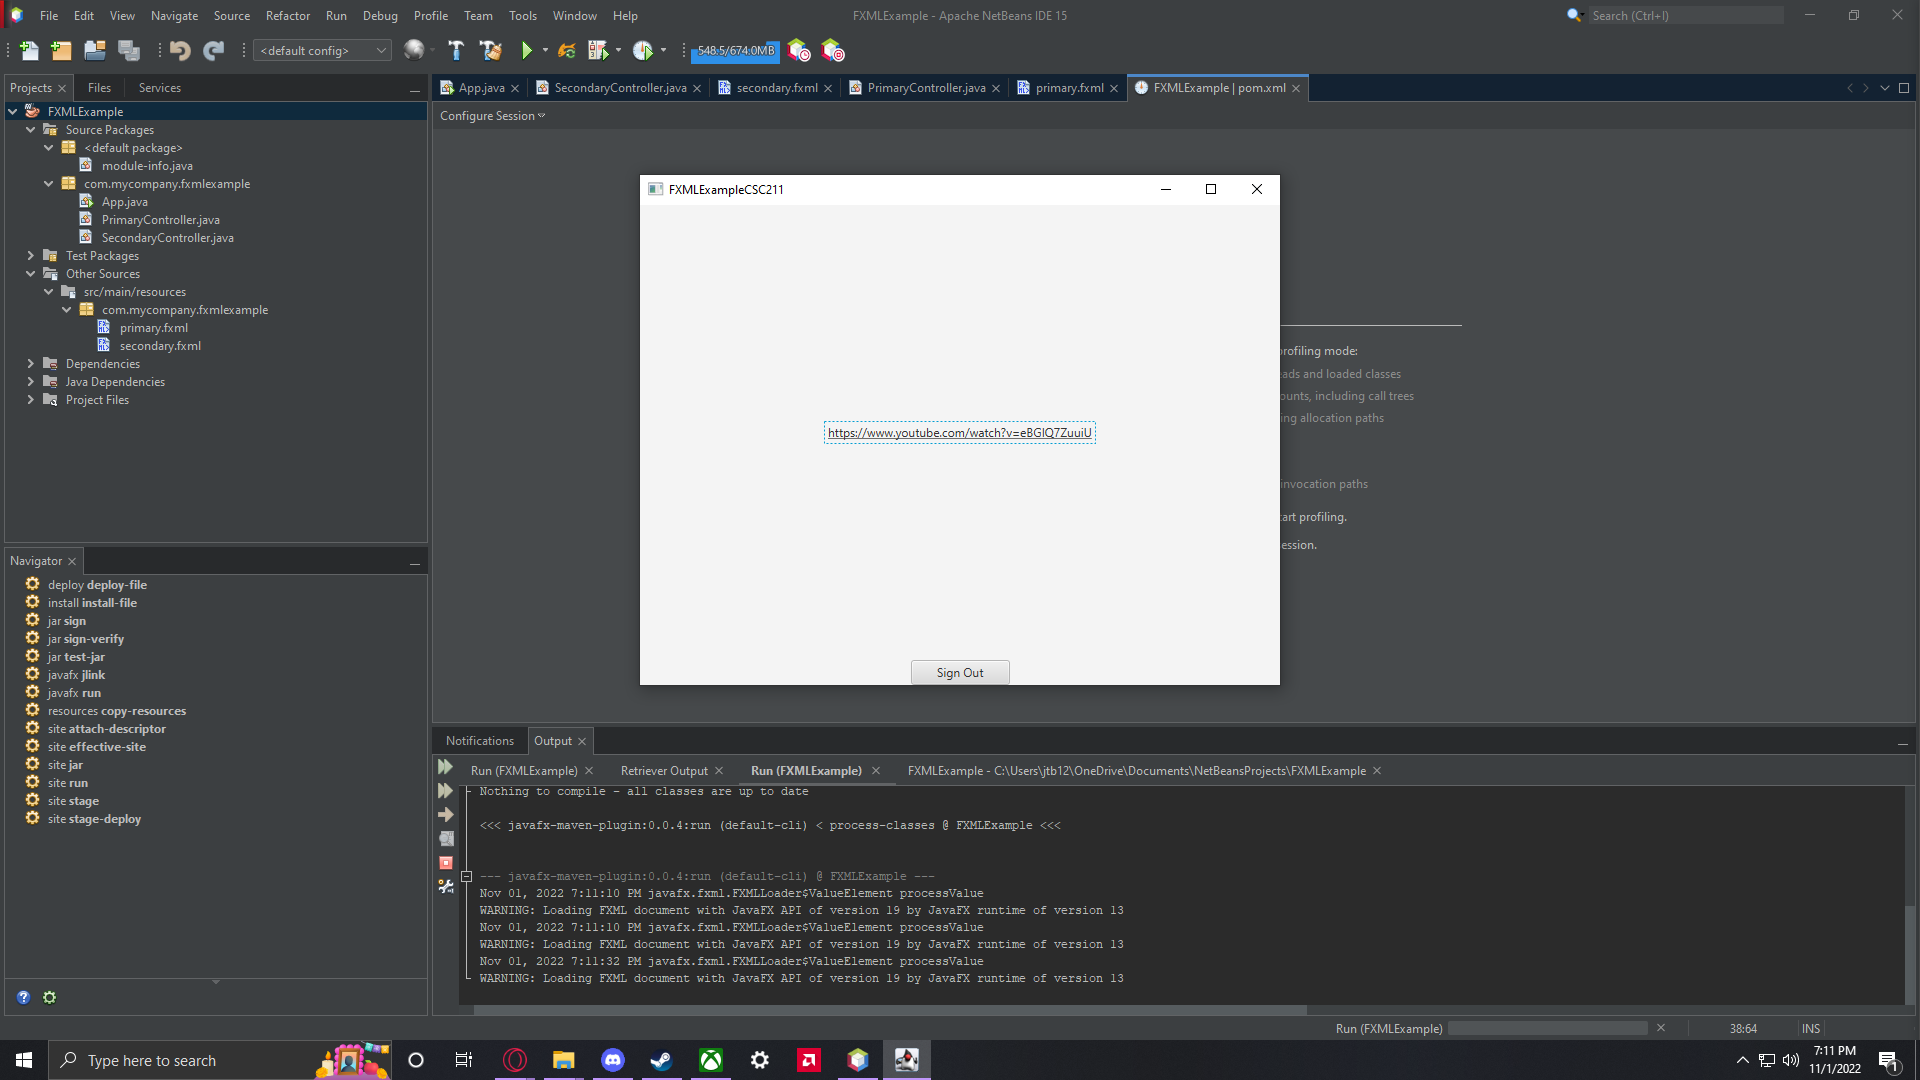 File Edit View Navigate Source Refactor Run Debug Profile Team Tools Window Help
FXMLExample - Apache NetBeans IDE 15
Search (Ctrl+I)
<default config>
548.5/674.0MB
Projects Files Services
App.java SecondaryController.java secondary.fxml PrimaryController.java primary.fxml FXMLExample | pom.xml
Configure Session
FXMLExample
Source Packages
<default package>
module-info.java
com.mycompany.fxmlexample
App.java
PrimaryController.java
SecondaryController.java
Test Packages
Other Sources
src/main/resources
com.mycompany.fxmlexample
primary.fxml
secondary.fxml
Dependencies
Java Dependencies
Project Files
FXMLExampleCSC211
https://www.youtube.com/watch?v=eBGIQ7ZuuiU
Sign Out
rofiling mode:
ads and loaded classes
ounts, including call trees
ing allocation paths
invocation paths
tart profiling.
ession.
Navigator
deploy deploy-file
install install-file
jar sign
jar sign-verify
jar test-jar
javafx jlink
javafx run
resources copy-resources
site attach-descriptor
site effective-site
site jar
site run
site stage
site stage-deploy
Notifications Output
Run (FXMLExample) Retriever Output Run (FXMLExample) FXMLExample - C:\Users\jtb12\OneDrive\Documents\NetBeansProjects\FXMLExample
Nothing to compile - all classes are up to date
<<< javafx-maven-plugin:0.0.4:run (default-cli) < process-classes @ FXMLExample <<<
--- javafx-maven-plugin:0.0.4:run (default-cli) @ FXMLExample ---
Nov 01, 2022 7:11:10 PM javafx.fxml.FXMLLoader$ValueElement processValue
WARNING: Loading FXML document with JavaFX API of version 19 by JavaFX runtime of version 13
Nov 01, 2022 7:11:10 PM javafx.fxml.FXMLLoader$ValueElement processValue
WARNING: Loading FXML document with JavaFX API of version 19 by JavaFX runtime of version 13
Nov 01, 2022 7:11:32 PM javafx.fxml.FXMLLoader$ValueElement processValue
WARNING: Loading FXML document with JavaFX API of version 19 by JavaFX runtime of version 13
Run (FXMLExample)
38:64
INS
Type here to search
7:11 PM
11/1/2022
1